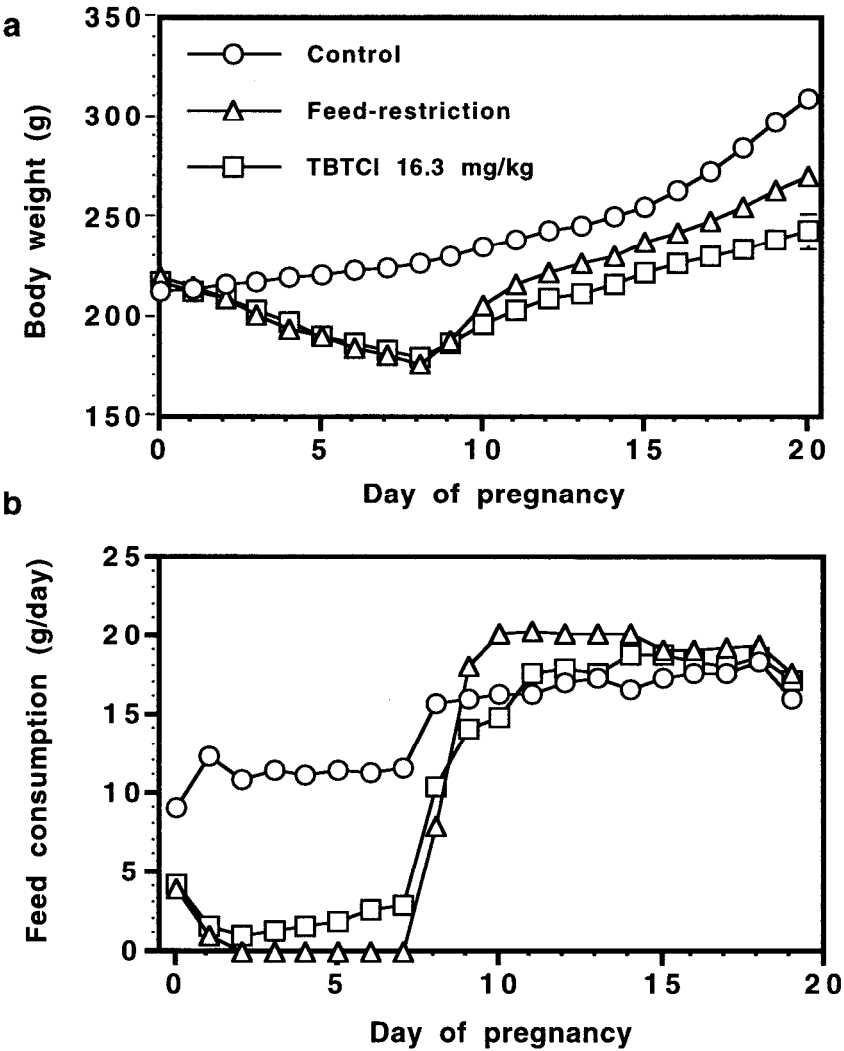 a
350
300
250
200
150
Body weight (g)
Control
Feed-restriction
TBTCl 16.3 mg/kg
0 5 10 15 20
Day of pregnancy
b
25
20
15
10
5
0
Feed consumption (g/day)
0 5 10 15 20
Day of pregnancy